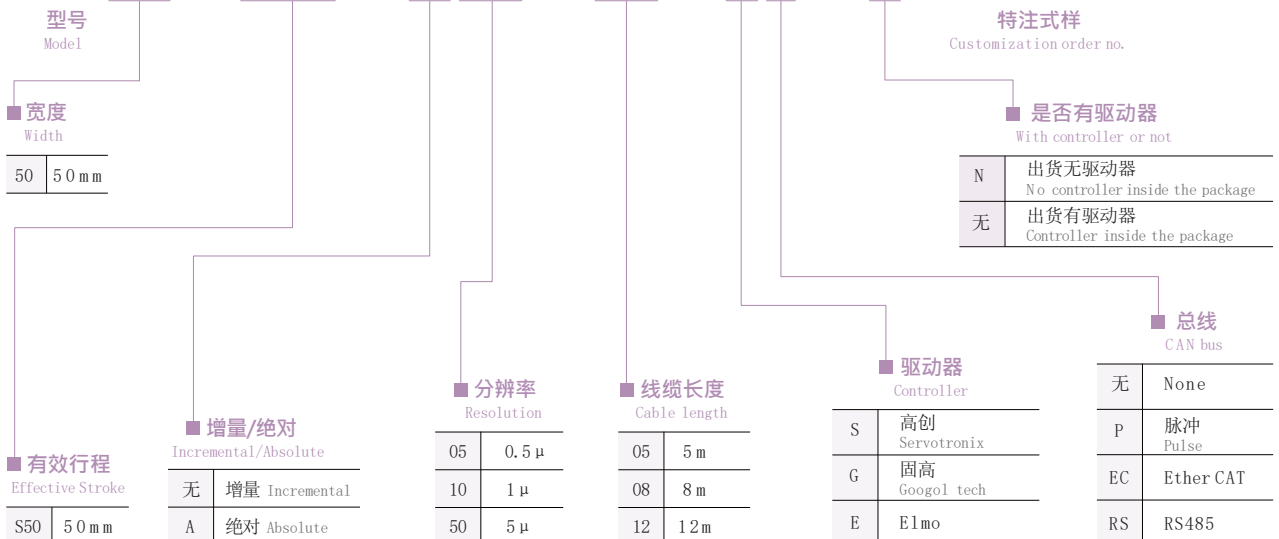 型号
Model
特注式样
Customization order no.
宽度
Width
50 50mm
是否有驱动器
With controller or not
N 出货无驱动器
No controller inside the package
无 出货有驱动器
Controller inside the package
总线
CAN bus
无 None
P 脉冲
Pulse
EC EtherCAT
RS RS485
驱动器
Controller
S 高创
Servotronix
G 固高
Googol tech
E Elmo
分辨率
Resolution
05 0.5μ
10 1μ
50 5μ
线缆长度
Cable length
05 5m
08 8m
12 12m
增量/绝对
Incremental/Absolute
无 增量 Incremental
A 绝对 Absolute
有效行程
Effective Stroke
S50 50mm